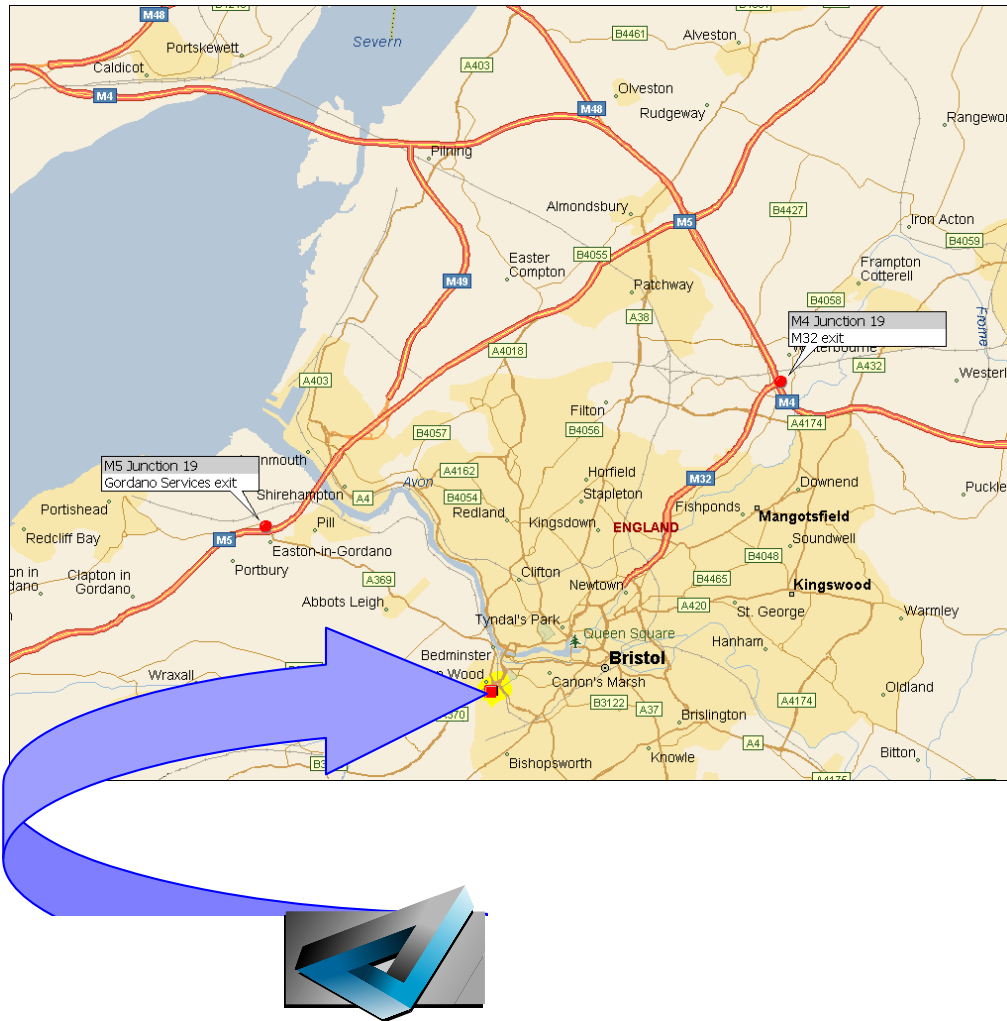 M48
Portskewett
Caldicot
Severn
B4461
Alveston
A403
M4
Olveston
M48
Rudgeway
Pilning
Almondsbury
B4427
M5
Iron Acton
B4055
B4059
Easter
Compton
Frampton
Cotterell
M49
Patchway
B4058
Frome
A38
M4 Junction 19
M32 exit
A4018
A432
A403
M4
Filton
A4174
B4057
B4056
M5 Junction 19
Gordano Services exit
A4162
Horfield
Avon
M32
Downend
Shirehampton
A4
B4054
Stapleton
Portishead
Redland
Fishponds
Pill
Kingsdown
ENGLAND
Mangotsfield
Redcliff Bay
M5
Soundwell
Easton-in-Gordano
B4048
Portbury
Clapton in
Gordano
A369
Clifton
Newtown
B4465
Kingswood
Abbots Leigh
A420
St. George
Warmley
Tyndal's Park
Queen Square
Hanham
Bedminster
Bristol
Wraxall
Wood
Canon's Marsh
Oldland
B3122
A37
A4174
Brislington
A4
Bishopsworth
Knowle
Bitton